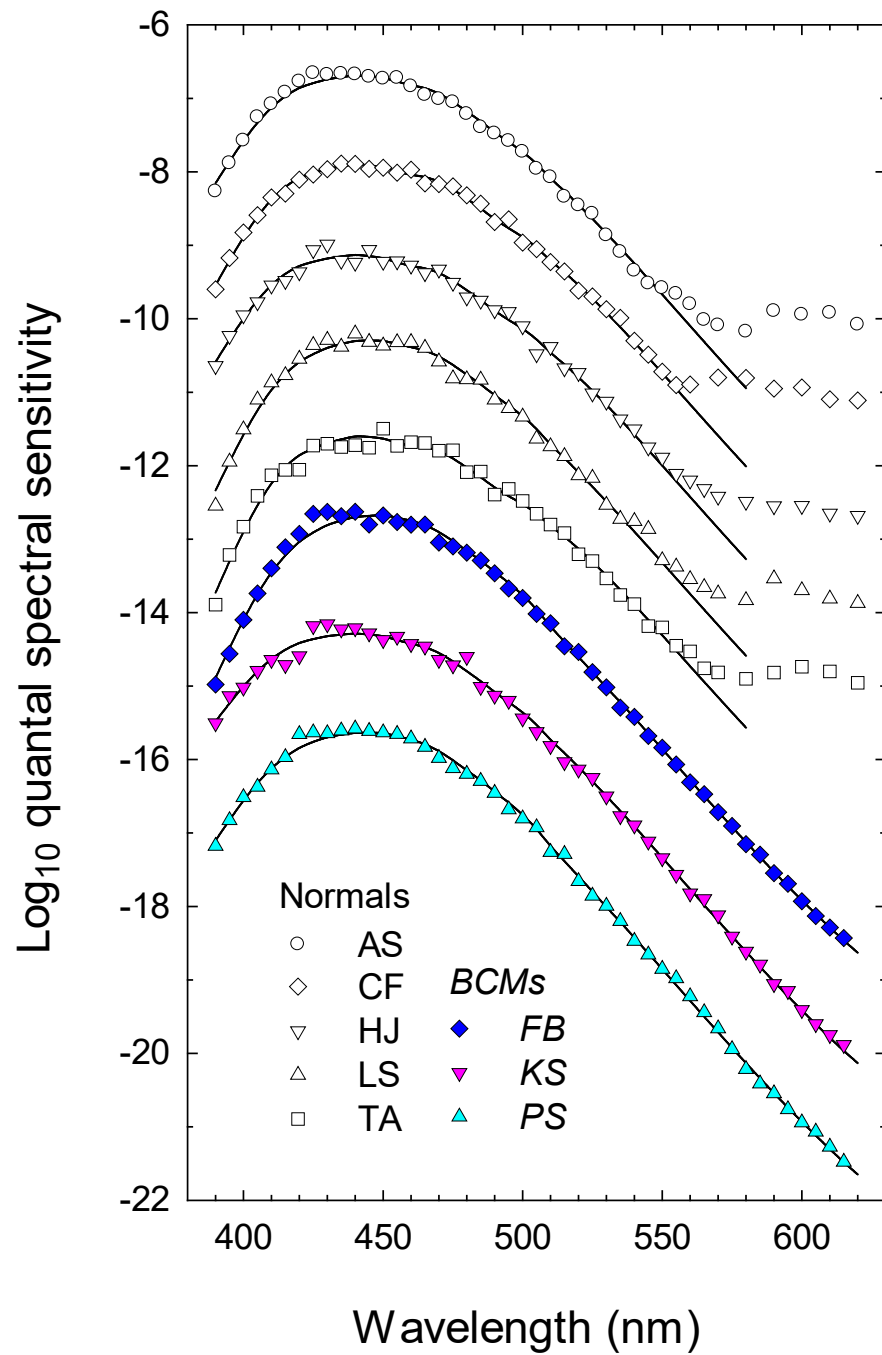 -6
-8
-10
-12
-14
-16
-18
-20
-22
Log10 quantal spectral sensitivity
Normals
AS
CF
HJ
LS
TA
BCMs
FB
KS
PS
400 450 500 550 600
Wavelength (nm)